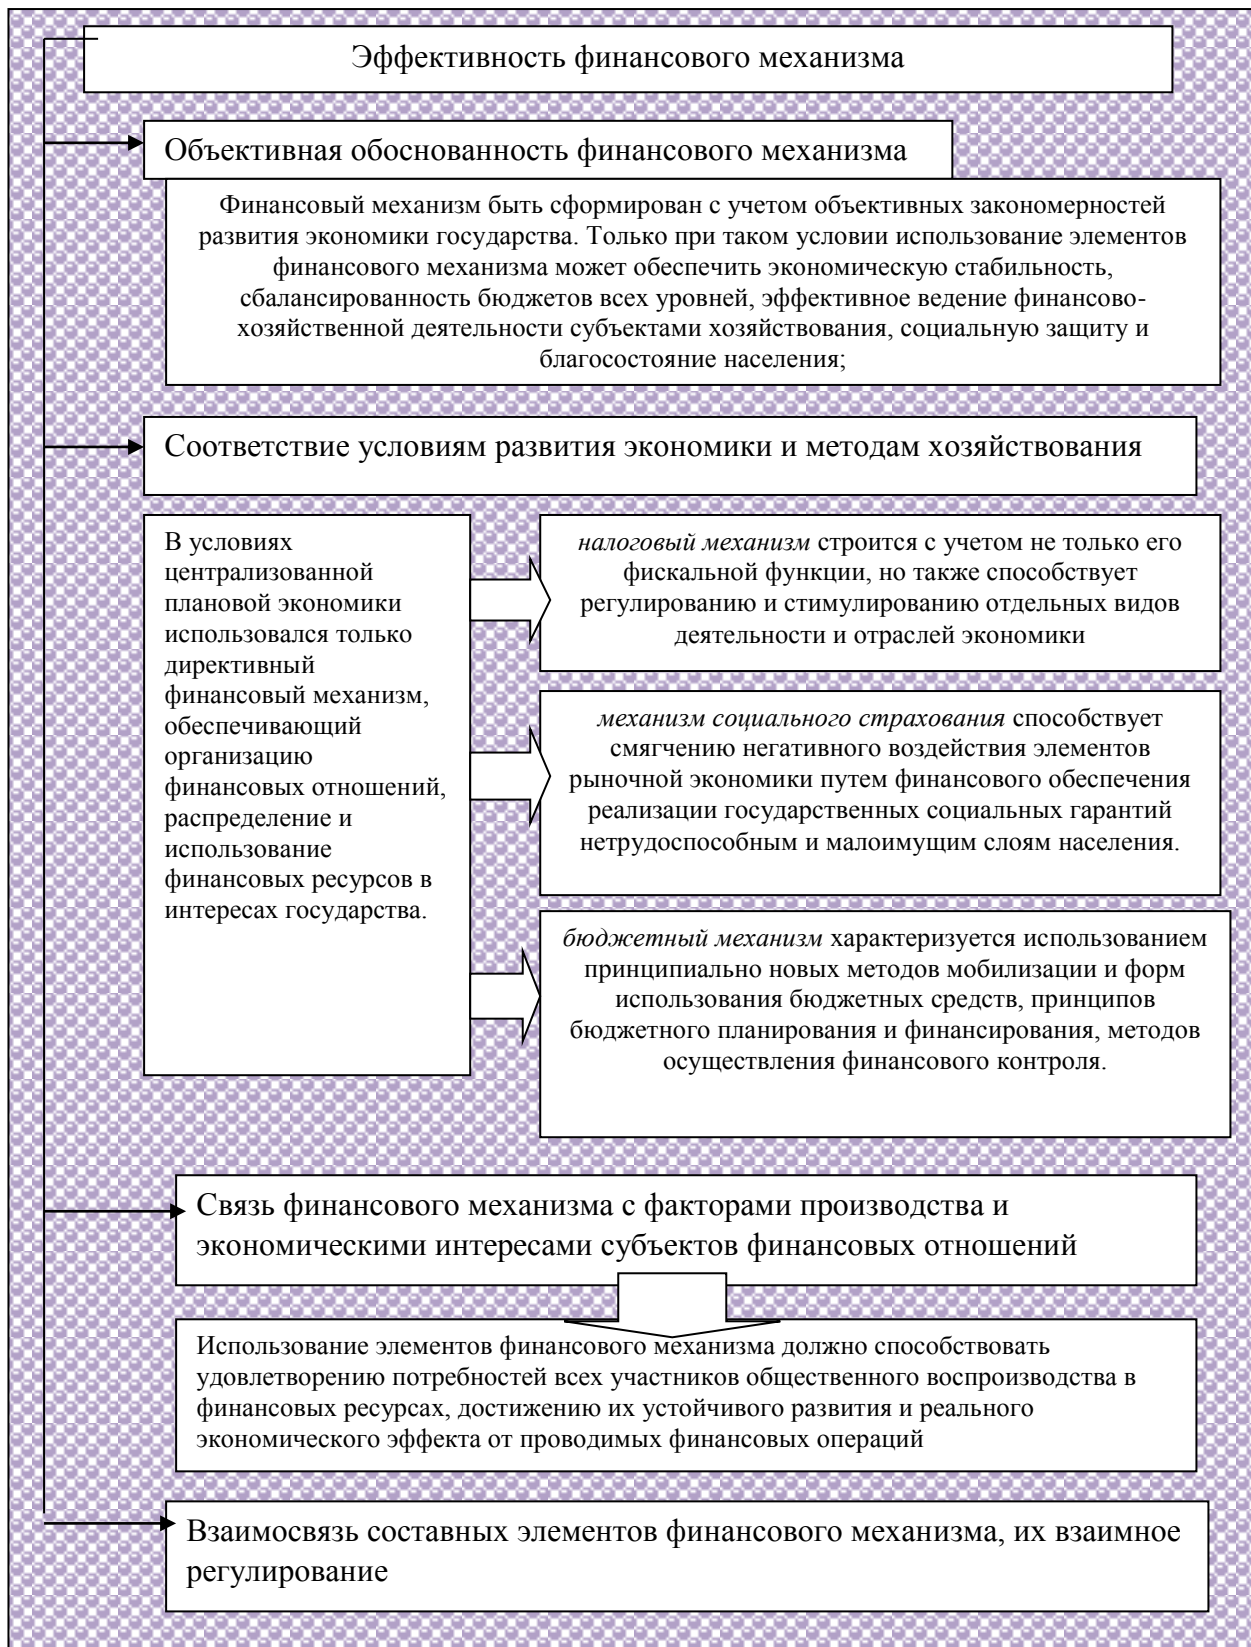 Эффективность финансового механизма
Объективная обоснованность финансового механизма
Финансовый механизм быть сформирован с учетом объективных закономерностей
развития экономики государства. Только при таком условии использование элементов
финансового механизма может обеспечить экономическую стабильность,
сбалансированность бюджетов всех уровней, эффективное ведение финансово-
хозяйственной деятельности субъектами хозяйствования, социальную защиту и
благосостояние населения;
Соответствие условиям развития экономики и методам хозяйствования
В условиях
централизованной
плановой экономики
использовался только
директивный
финансовый механизм,
обеспечивающий
организацию
финансовых отношений,
распределение и
использование
финансовых ресурсов в
интересах государства.
налоговый механизм строится с учетом не только его
фискальной функции, но также способствует
регулированию и стимулированию отдельных видов
деятельности и отраслей экономики
механизм социального страхования способствует
смягчению негативного воздействия элементов
рыночной экономики путем финансового обеспечения
реализации государственных социальных гарантий
нетрудоспособным и малоимущим слоям населения.
бюджетный механизм характеризуется использованием
принципиально новых методов мобилизации и форм
использования бюджетных средств, принципов
бюджетного планирования и финансирования, методов
осуществления финансового контроля.
Связь финансового механизма с факторами производства и
экономическими интересами субъектов финансовых отношений
Использование элементов финансового механизма должно способствовать
удовлетворению потребностей всех участников общественного воспроизводства в
финансовых ресурсах, достижению их устойчивого развития и реального
экономического эффекта от проводимых финансовых операций
Взаимосвязь составных элементов финансового механизма, их взаимное
регулирование